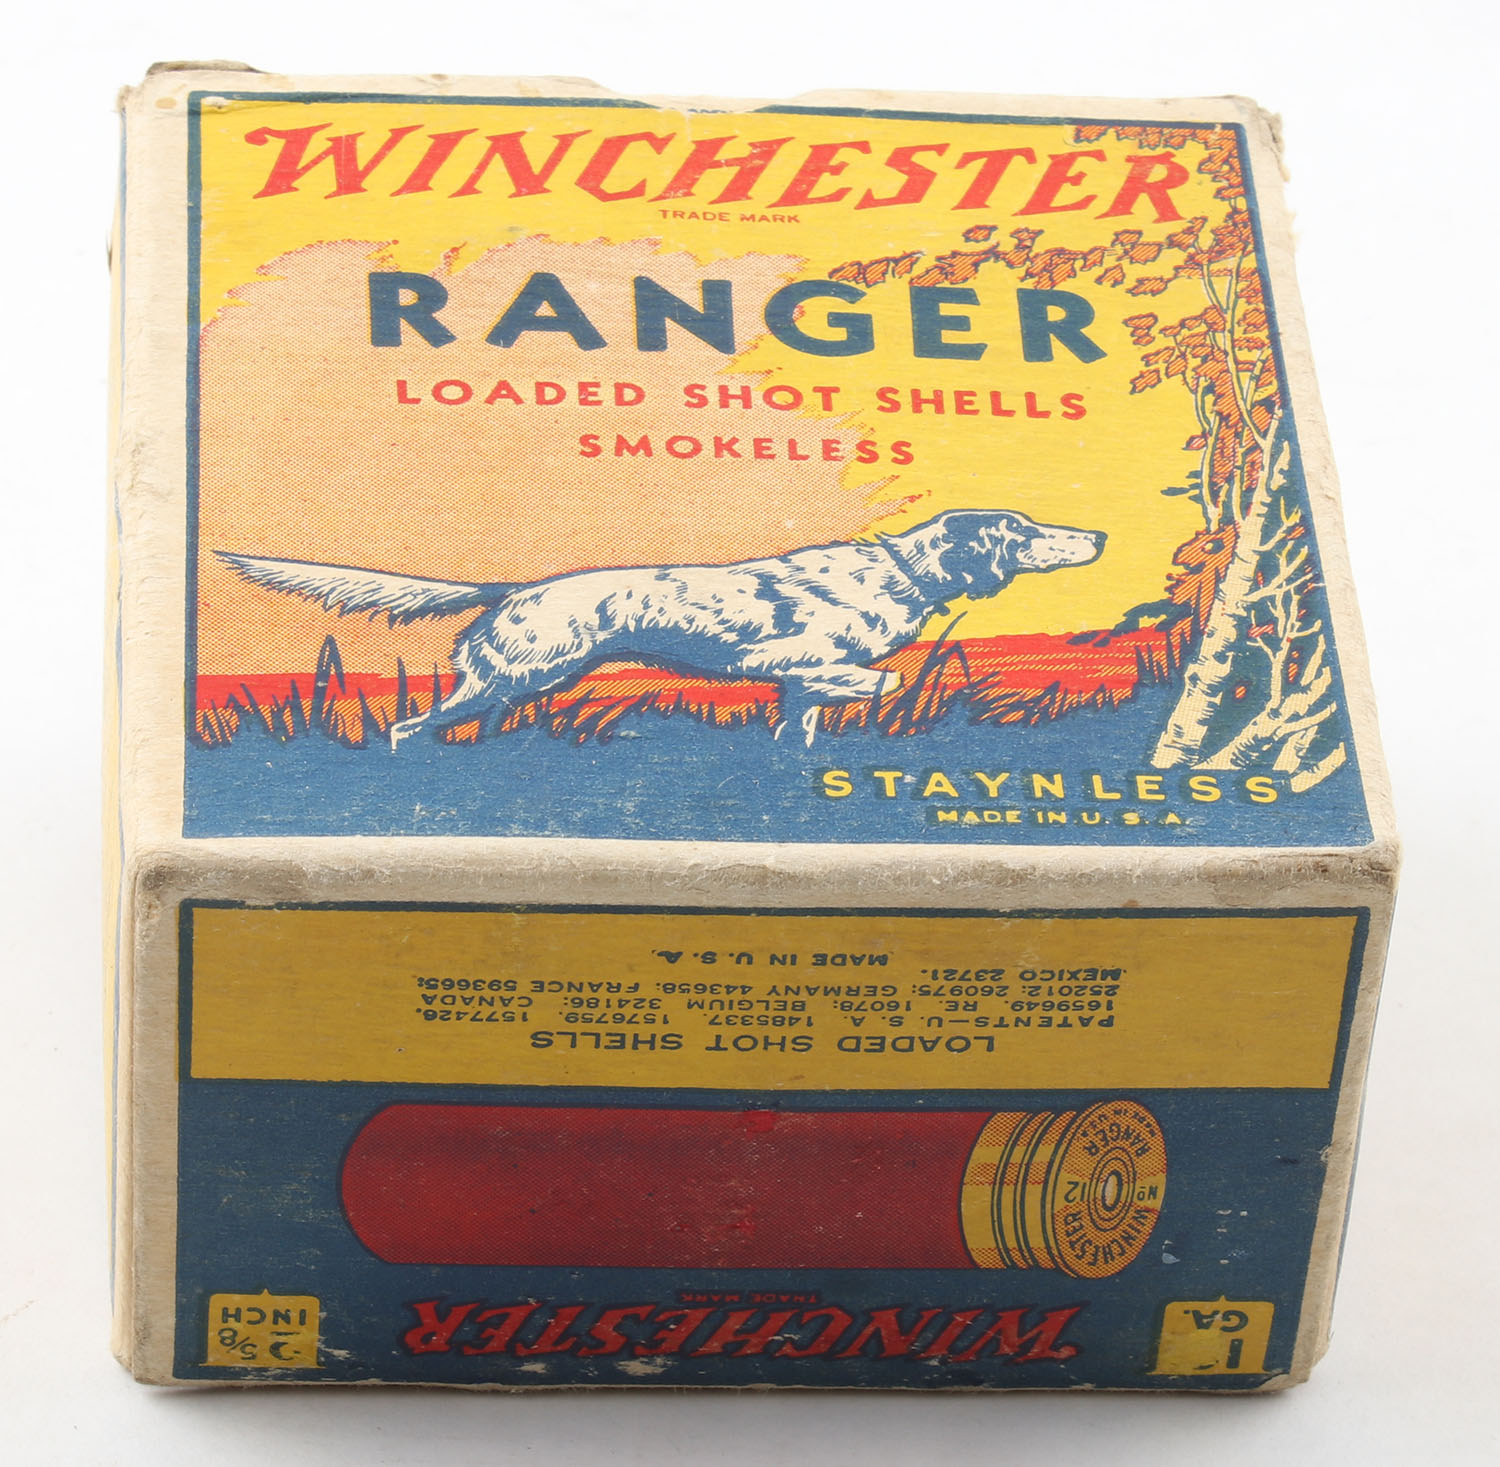 WINCHESTER
TRADE MARK
RANGER
LOADED SHOT SHELLS
SMOKELESS
STAYNLESS
MADE IN U. S. A.
GA.
WINCHESTER
TRADE MARK
5/8
INCH
WINCHESTER
No 12
RANGER
MADE IN U.S.A.
LOADED SHOT SHELLS
PATENTS—U. S. A. 1485337. 1576759. 1577426.
1659649. RE. 16078: BELGIUM 324186: CANADA
252012: 260975: GERMANY 443658: FRANCE 593665:
MEXICO 23721.
MADE IN U. S. A.